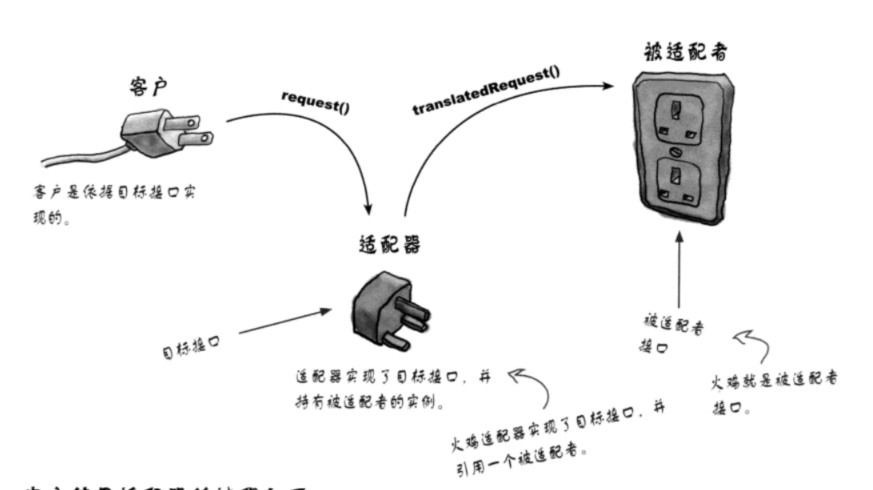 客户
request()
translatedRequest()
被适配者
客户是依据目标接口实
现的。
适配器
目标接口
适配器实现了目标接口，并
持有被适配者的实例。
火鸡适配器实现了目标接口，并
引用一个被适配者。
被适配者
接口
火鸡就是被适配者
接口。